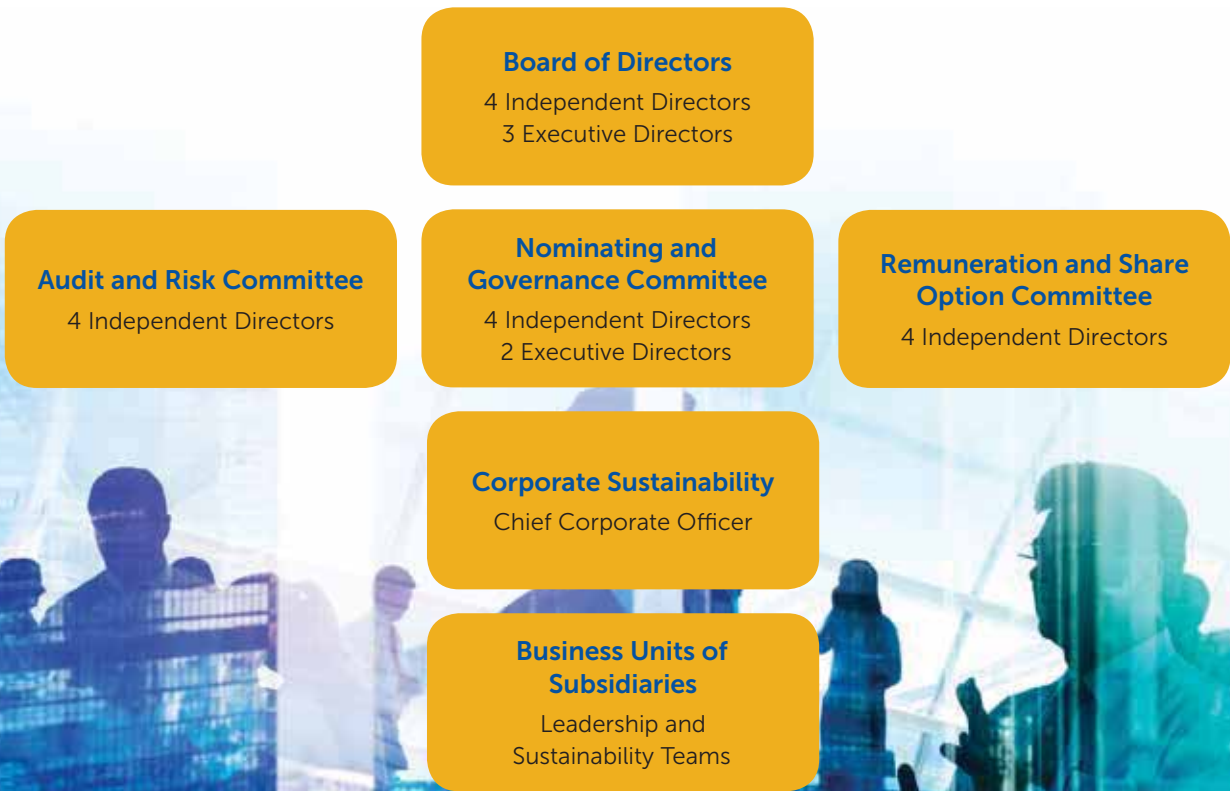 Board of Directors
4 Independent Directors
3 Executive Directors
Audit and Risk Committee
4 Independent Directors
Nominating and
Governance Committee
4 Independent Directors
2 Executive Directors
Remuneration and Share
Option Committee
4 Independent Directors
Corporate Sustainability
Chief Corporate Officer
Business Units of
Subsidiaries
Leadership and
Sustainability Teams